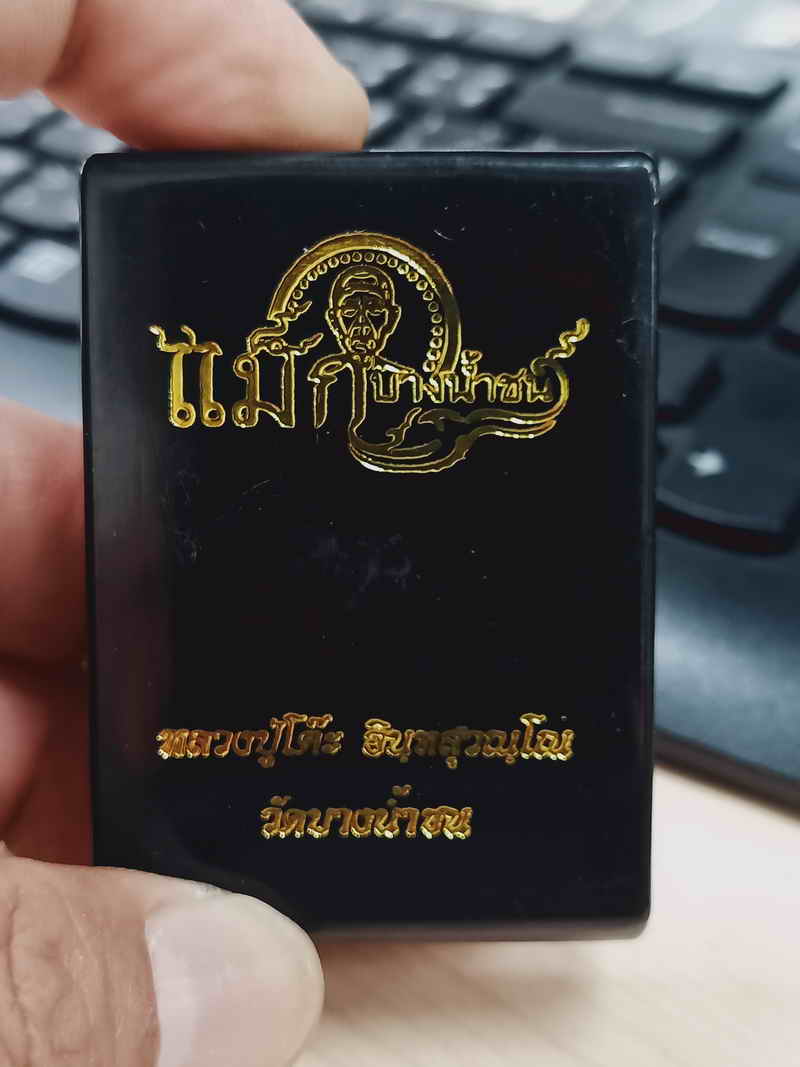 แม็ก บางน้ำชน
หลวงปู่โต๊ะ อินฺทสุวณฺโณ
วัดบางน้ำชน